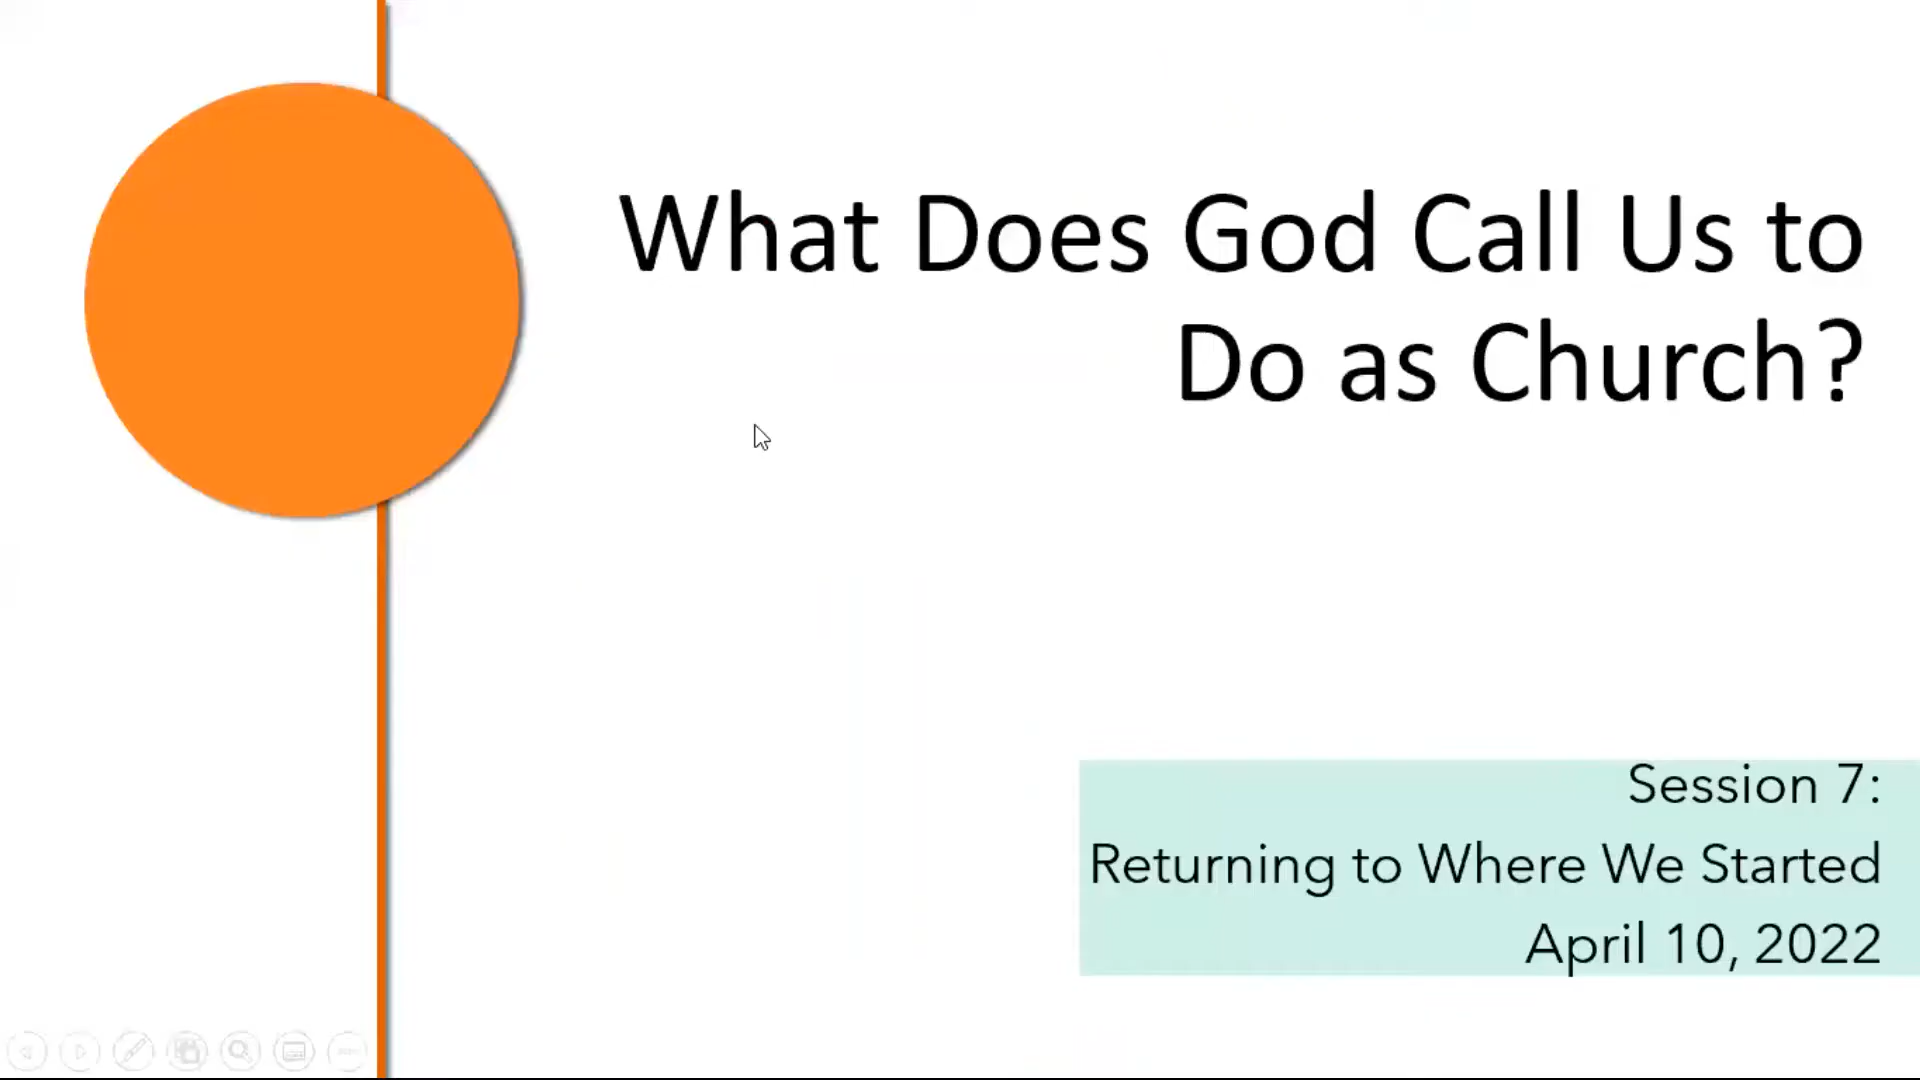 What Does God Call Us to
Do as Church?
Session 7:
Returning to Where We Started
April 10, 2022